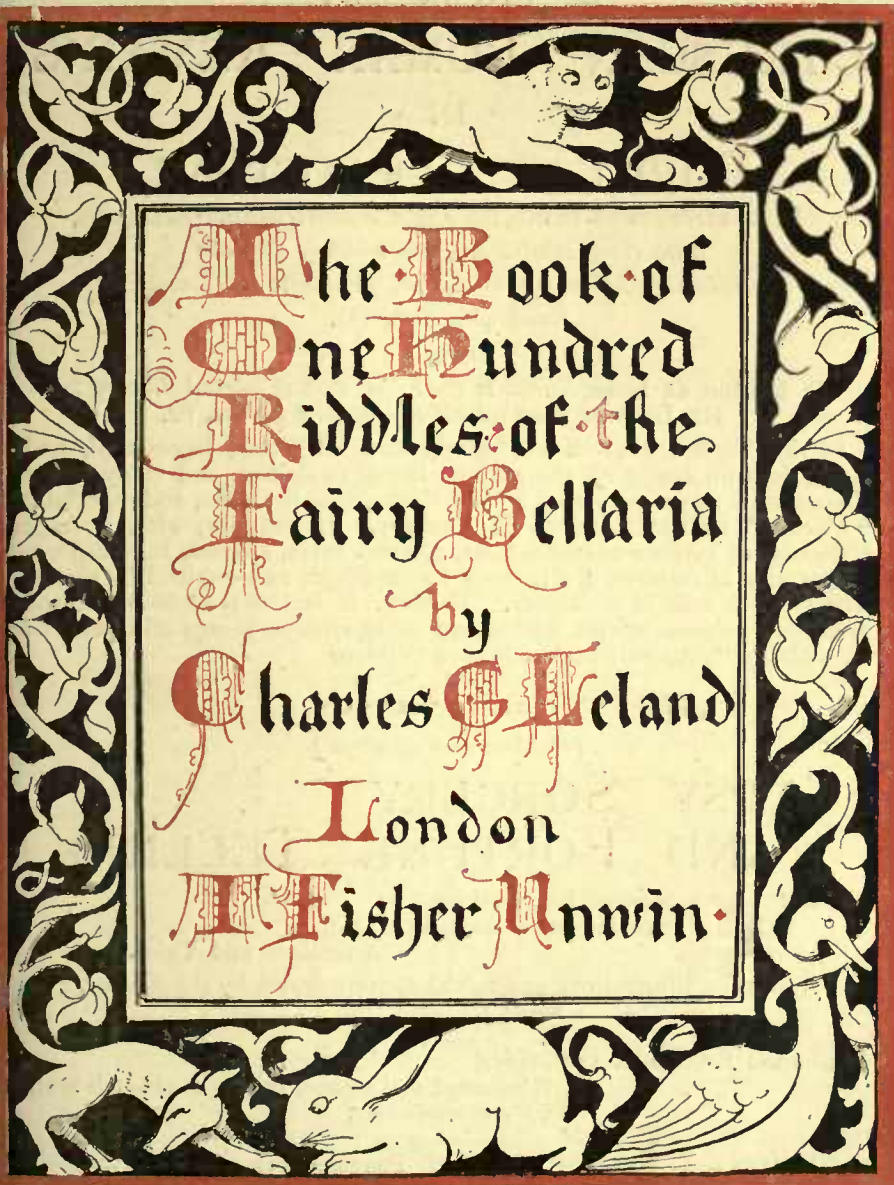 The · Book · of
One Hundred
Riddles · of · the
Fairy Bellaria
by
Charles G Leland
London
T Fisher Unwin ·